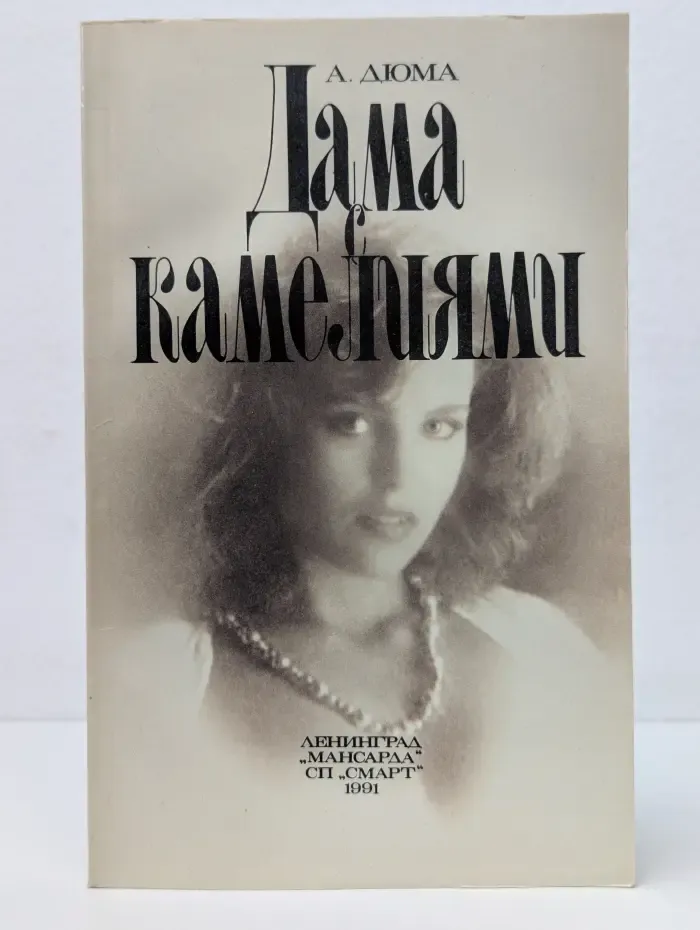 А. ДЮМА
Дама
с
камелиями
ЛЕНИНГРАД
„МАНСАРДА“
СП „СМАРТ“
1991